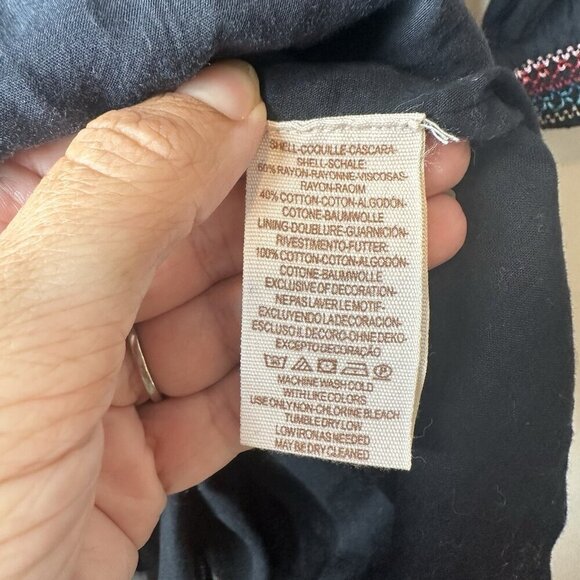 SHELL-COQUILLE-CÁSCARA-
SHELL-SCHALE:
60% RAYON-RAYONNE-VISCOSAS-
RAYON-RAOIM
40% COTTON-COTON-ALGODÓN-
COTONE-BAUMWOLLE
LINING-DOUBLURE-GUARNICIÓN-
RIVESTIMENTO-FUTTER:
100% COTTON-COTON-ALGODÓN-
COTONE-BAUMWOLLE
EXCLUSIVE OF DECORATION-
NE PAS LAVER LE MOTIF-
EXCLUYENDO LA DECORACION-
ESCLUSO IL DECORO-OHNE DEKO-
EXCEPTO DECORAÇÃO
MACHINE WASH COLD
WITH LIKE COLORS
USE ONLY NON-CHLORINE BLEACH
TUMBLE DRY LOW
LOW IRON AS NEEDED
MAY BE DRY CLEANED